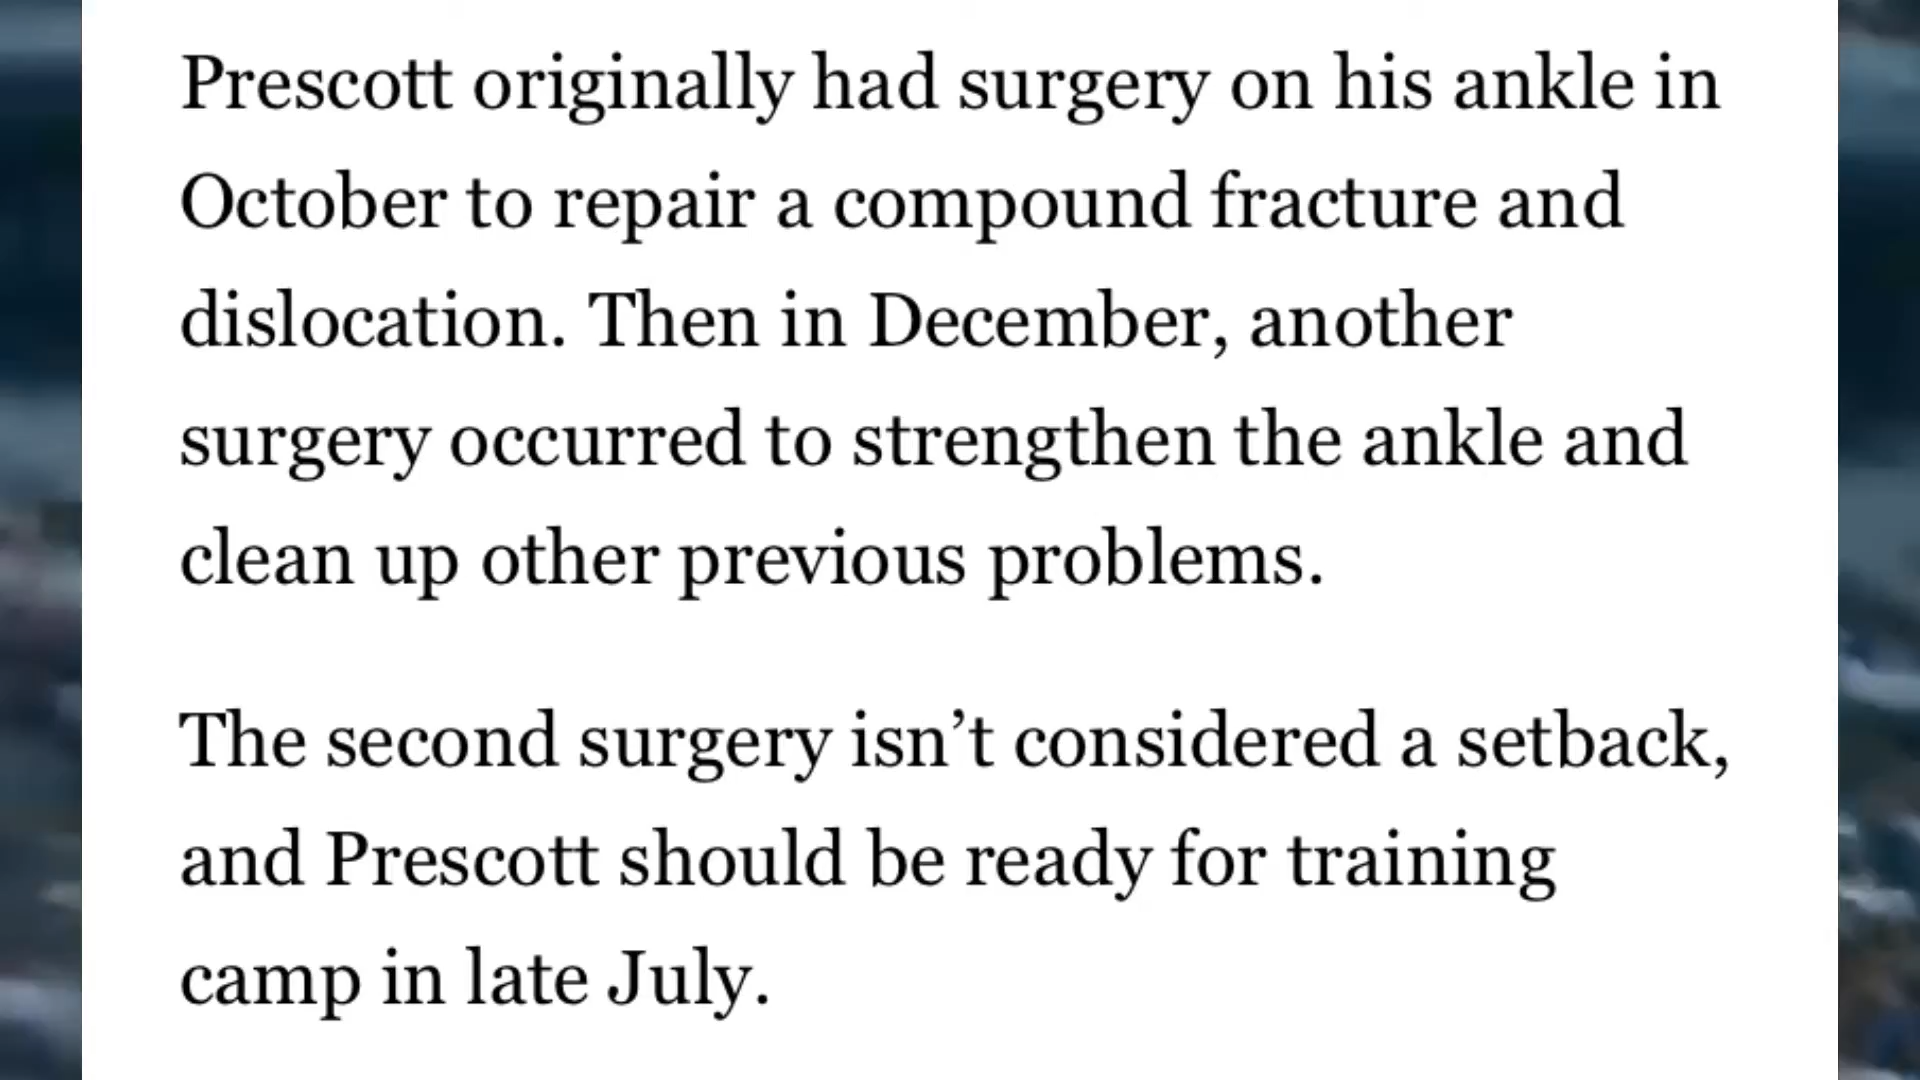 Prescott originally had surgery on his ankle in
October to repair a compound fracture and
dislocation. Then in December, another
surgery occurred to strengthen the ankle and
clean up other previous problems.
The second surgery isn’t considered a setback,
and Prescott should be ready for training
camp in late July.